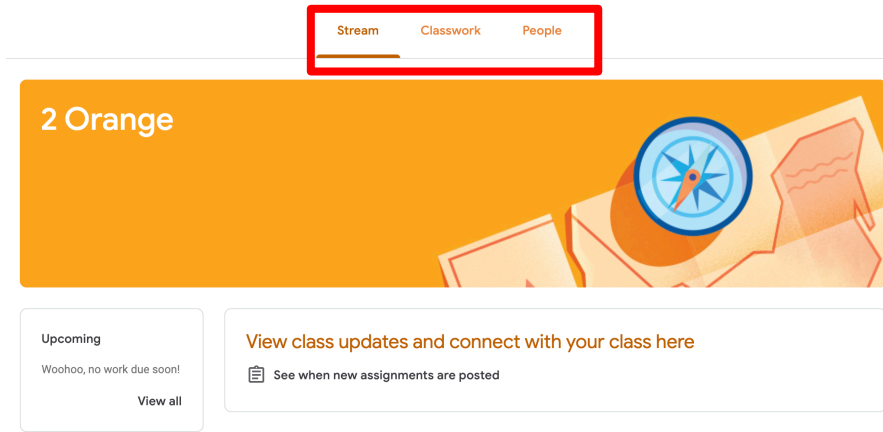 Stream Classwork People
2 Orange
Upcoming
Woohoo, no work due soon!
View all
View class updates and connect with your class here
See when new assignments are posted